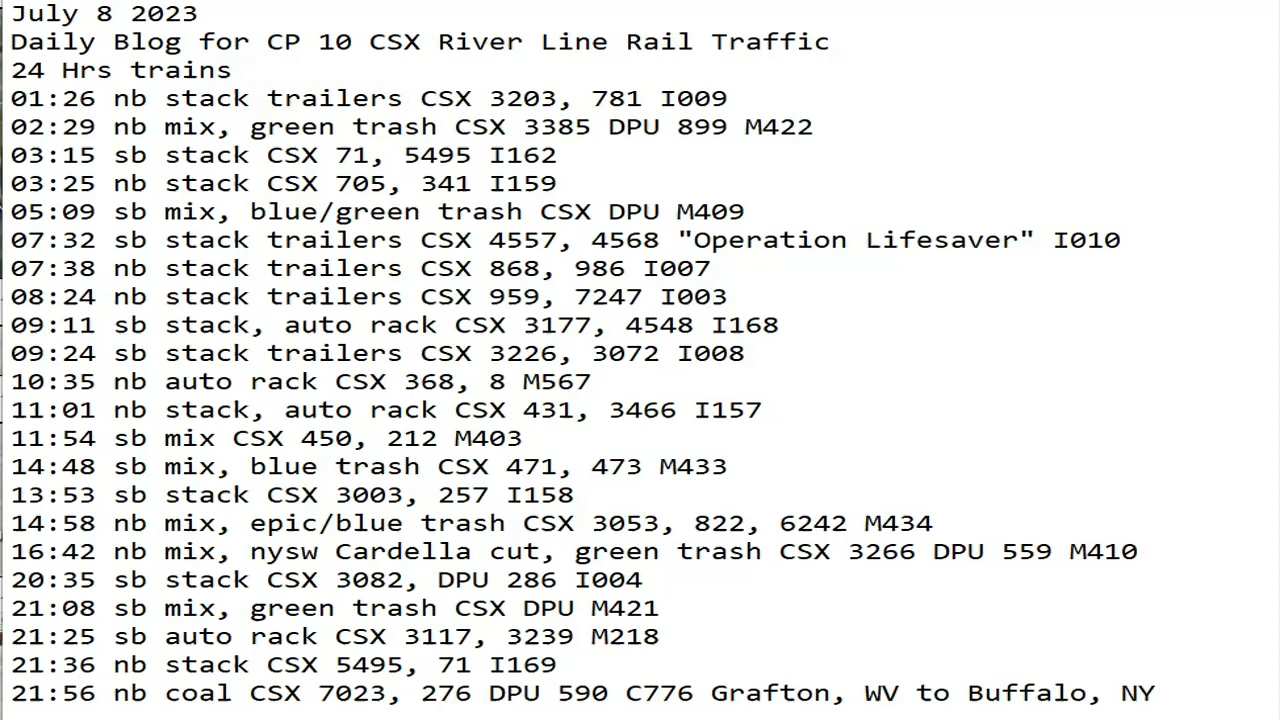 July 8 2023
Daily Blog for CP 10 CSX River Line Rail Traffic
24 Hrs trains
01:26 nb stack trailers CSX 3203, 781 I009
02:29 nb mix, green trash CSX 3385 DPU 899 M422
03:15 sb stack CSX 71, 5495 I162
03:25 nb stack CSX 705, 341 I159
05:09 sb mix, blue/green trash CSX DPU M409
07:32 sb stack trailers CSX 4557, 4568 "Operation Lifesaver" I010
07:38 nb stack trailers CSX 868, 986 I007
08:24 nb stack trailers CSX 959, 7247 I003
09:11 sb stack, auto rack CSX 3177, 4548 I168
09:24 sb stack trailers CSX 3226, 3072 I008
10:35 nb auto rack CSX 368, 8 M567
11:01 nb stack, auto rack CSX 431, 3466 I157
11:54 sb mix CSX 450, 212 M403
14:48 sb mix, blue trash CSX 471, 473 M433
13:53 sb stack CSX 3003, 257 I158
14:58 nb mix, epic/blue trash CSX 3053, 822, 6242 M434
16:42 nb mix, nysw Cardella cut, green trash CSX 3266 DPU 559 M410
20:35 sb stack CSX 3082, DPU 286 I004
21:08 sb mix, green trash CSX DPU M421
21:25 sb auto rack CSX 3117, 3239 M218
21:36 nb stack CSX 5495, 71 I169
21:56 nb coal CSX 7023, 276 DPU 590 C776 Grafton, WV to Buffalo, NY